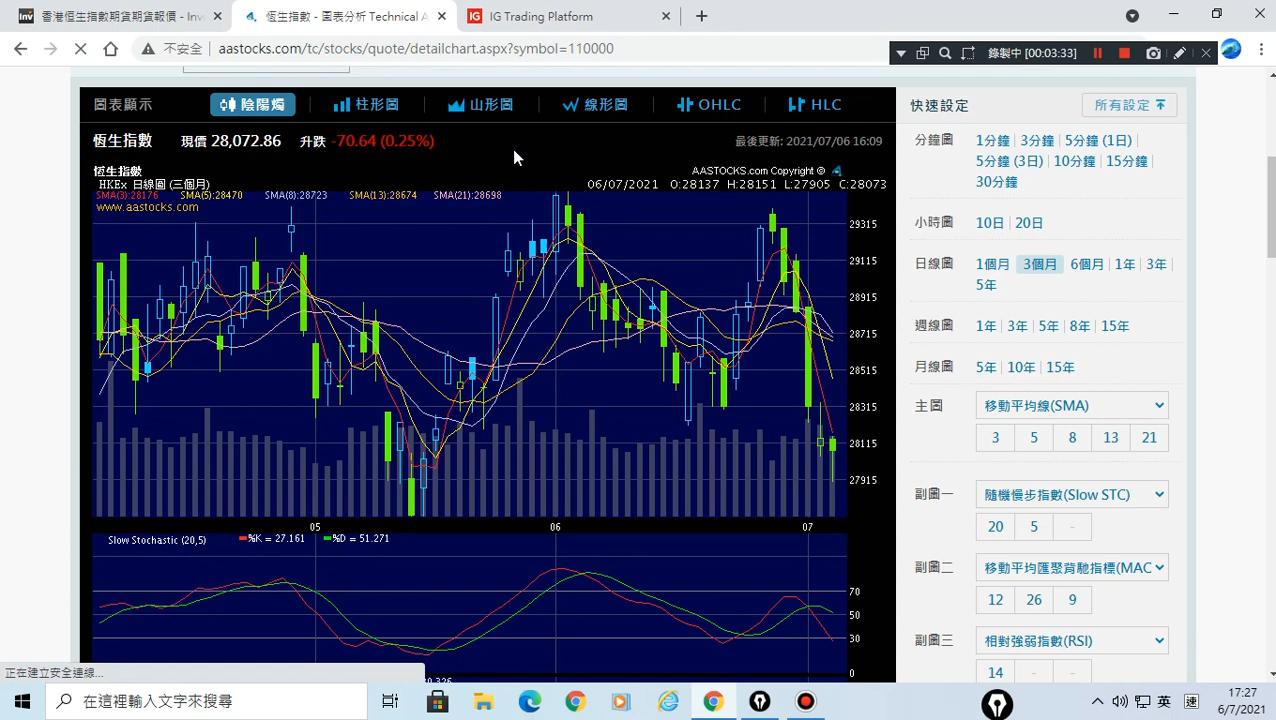 香港恒生指數期貨期貨報價 - Inv
恆生指數 - 圖表分析 Technical A
IG Trading Platform
不安全
aastocks.com/tc/stocks/quote/detailchart.aspx?symbol=110000
錄製中 [00:03:33]
圖表顯示
陰陽燭
柱形圖
山形圖
線形圖
OHLC
HLC
恆生指數 現價 28,072.86 升跌 -70.64 (0.25%)
最後更新: 2021/07/06 16:09
恆生指數
AASTOCKS.com Copyright ©
HKEx 日線圖 (三個月)
06/07/2021 O:28137 H:28151 L:27905 C:28073
SMA(3):28176 SMA(5):28470 SMA(8):28723 SMA(13):28674 SMA(21):28698
www.aastocks.com
29315
29115
28915
28715
28515
28315
28115
27915
05 06 07
Slow Stochastic (20,5) %K = 27.161 %D = 51.271
70
50
30
0
快速設定
所有設定
分鐘圖
1分鐘 | 3分鐘 | 5分鐘 (1日) |
5分鐘 (3日) | 10分鐘 | 15分鐘 |
30分鐘
小時圖
10日 | 20日
日線圖
1個月 3個月 6個月 | 1年 | 3年 |
5年
週線圖
1年 | 3年 | 5年 | 8年 | 15年
月線圖
5年 | 10年 | 15年
主圖
移動平均線(SMA)
3 5 8 13 21
副圖一
隨機慢步指數(Slow STC)
20 5 -
副圖二
移動平均匯聚背馳指標(MAC
12 26 9
副圖三
相對強弱指數(RSI)
14 - -
正在建立安全連線...
在這裡輸入文字來搜尋
英
速
17:27
6/7/2021